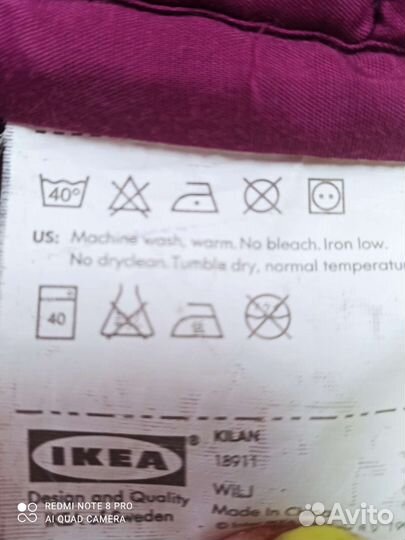 40°
US: Machine wash, warm. No bleach. Iron low.
No dryclean. Tumble dry, normal temperatu
40
IKEA ®
KILAN
18911
Design and Quality
Sweden
Made in
REDMI NOTE 8 PRO
AI QUAD CAMERA
Avito